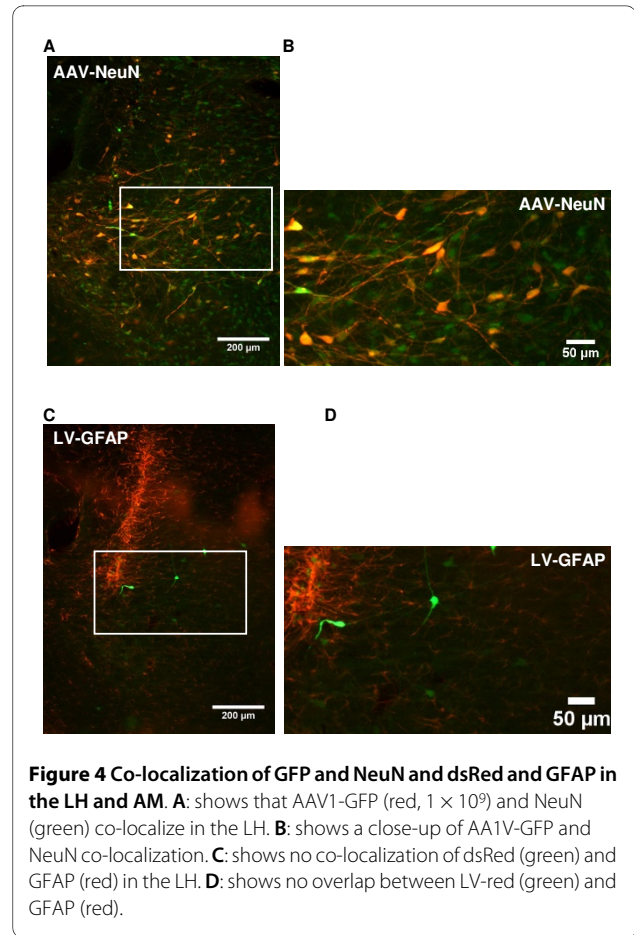 A
B
AAV-NeuN
AAV-NeuN
200 µm
50 µm
C
D
LV-GFAP
LV-GFAP
200 µm
50 µm
Figure 4 Co-localization of GFP and NeuN and dsRed and GFAP in
the LH and AM. A: shows that AAV1-GFP (red, 1 × 10⁹) and NeuN
(green) co-localize in the LH. B: shows a close-up of AA1V-GFP and
NeuN co-localization. C: shows no co-localization of dsRed (green) and
GFAP (red) in the LH. D: shows no overlap between LV-red (green) and
GFAP (red).